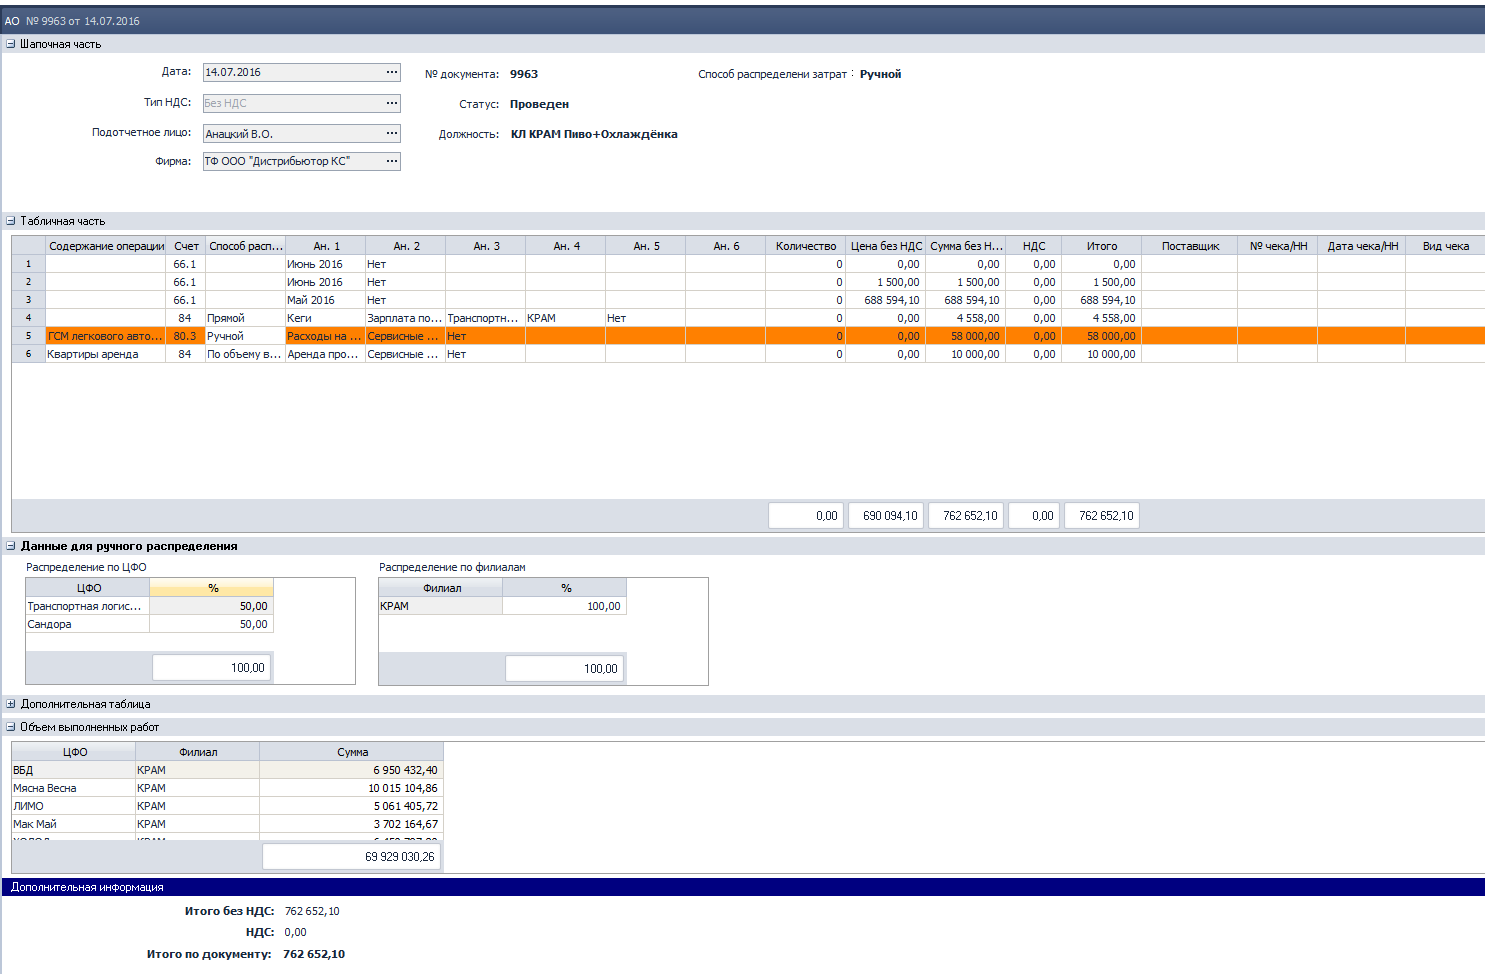 АО № 9963 от 14.07.2016
Шапочная часть
Дата: 14.07.2016 ... № документа: 9963 Способ распределени затрат : Ручной
Тип НДС: Без НДС ... Статус: Проведен
Подотчетное лицо: Анацкий В.О. ... Должность: КЛ КРАМ Пиво+Охлаждёнка
Фирма: ТФ ООО "Дистрибьютор КС" ...
Табличная часть
Содержание операции Счет Способ расп... Ан. 1 Ан. 2 Ан. 3 Ан. 4 Ан. 5 Ан. 6 Количество Цена без НДС Сумма без Н... НДС Итого Поставщик № чека/НН Дата чека/НН Вид чека
1 66.1 Июнь 2016 Нет 0 0,00 0,00 0,00 0,00
2 66.1 Июнь 2016 Нет 0 1 500,00 1 500,00 0,00 1 500,00
3 66.1 Май 2016 Нет 0 688 594,10 688 594,10 0,00 688 594,10
4 84 Прямой Кеги Зарплата по... Транспортн... КРАМ Нет 0 0,00 4 558,00 0,00 4 558,00
5 ГСМ легкового авто... 80.3 Ручной Расходы на ... Сервисные ... Нет 0 0,00 58 000,00 0,00 58 000,00
6 Квартиры аренда 84 По объему в... Аренда про... Сервисные ... Нет 0 0,00 10 000,00 0,00 10 000,00
0,00 690 094,10 762 652,10 0,00 762 652,10
Данные для ручного распределения
Распределение по ЦФО Распределение по филиалам
ЦФО % Филиал %
Транспортная логис... 50,00 КРАМ 100,00
Сандора 50,00
100,00 100,00
Дополнительная таблица
Объем выполненных работ
ЦФО Филиал Сумма
ВБД КРАМ 6 950 432,40
Мясна Весна КРАМ 10 015 104,86
ЛИМО КРАМ 5 061 405,72
Мак Май КРАМ 3 702 164,67
69 929 030,26
Дополнительная информация
Итого без НДС: 762 652,10
НДС: 0,00
Итого по документу: 762 652,10